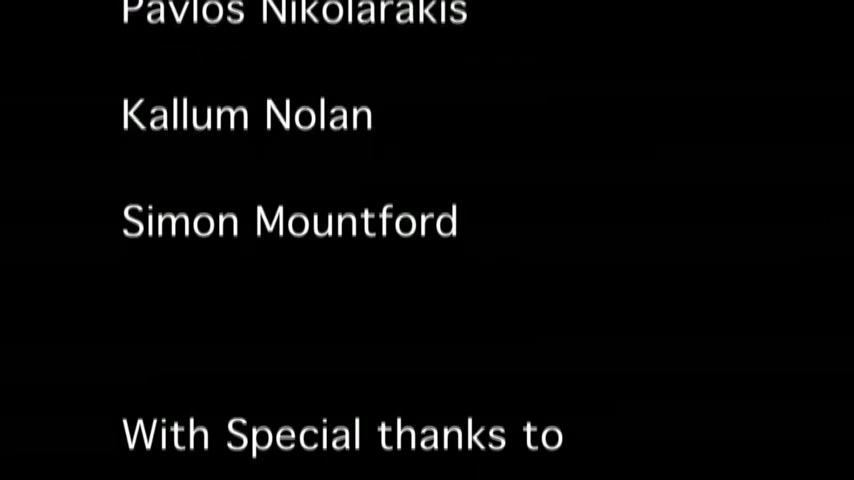 Pavlos Nikolarakis
Kallum Nolan
Simon Mountford
With Special thanks to